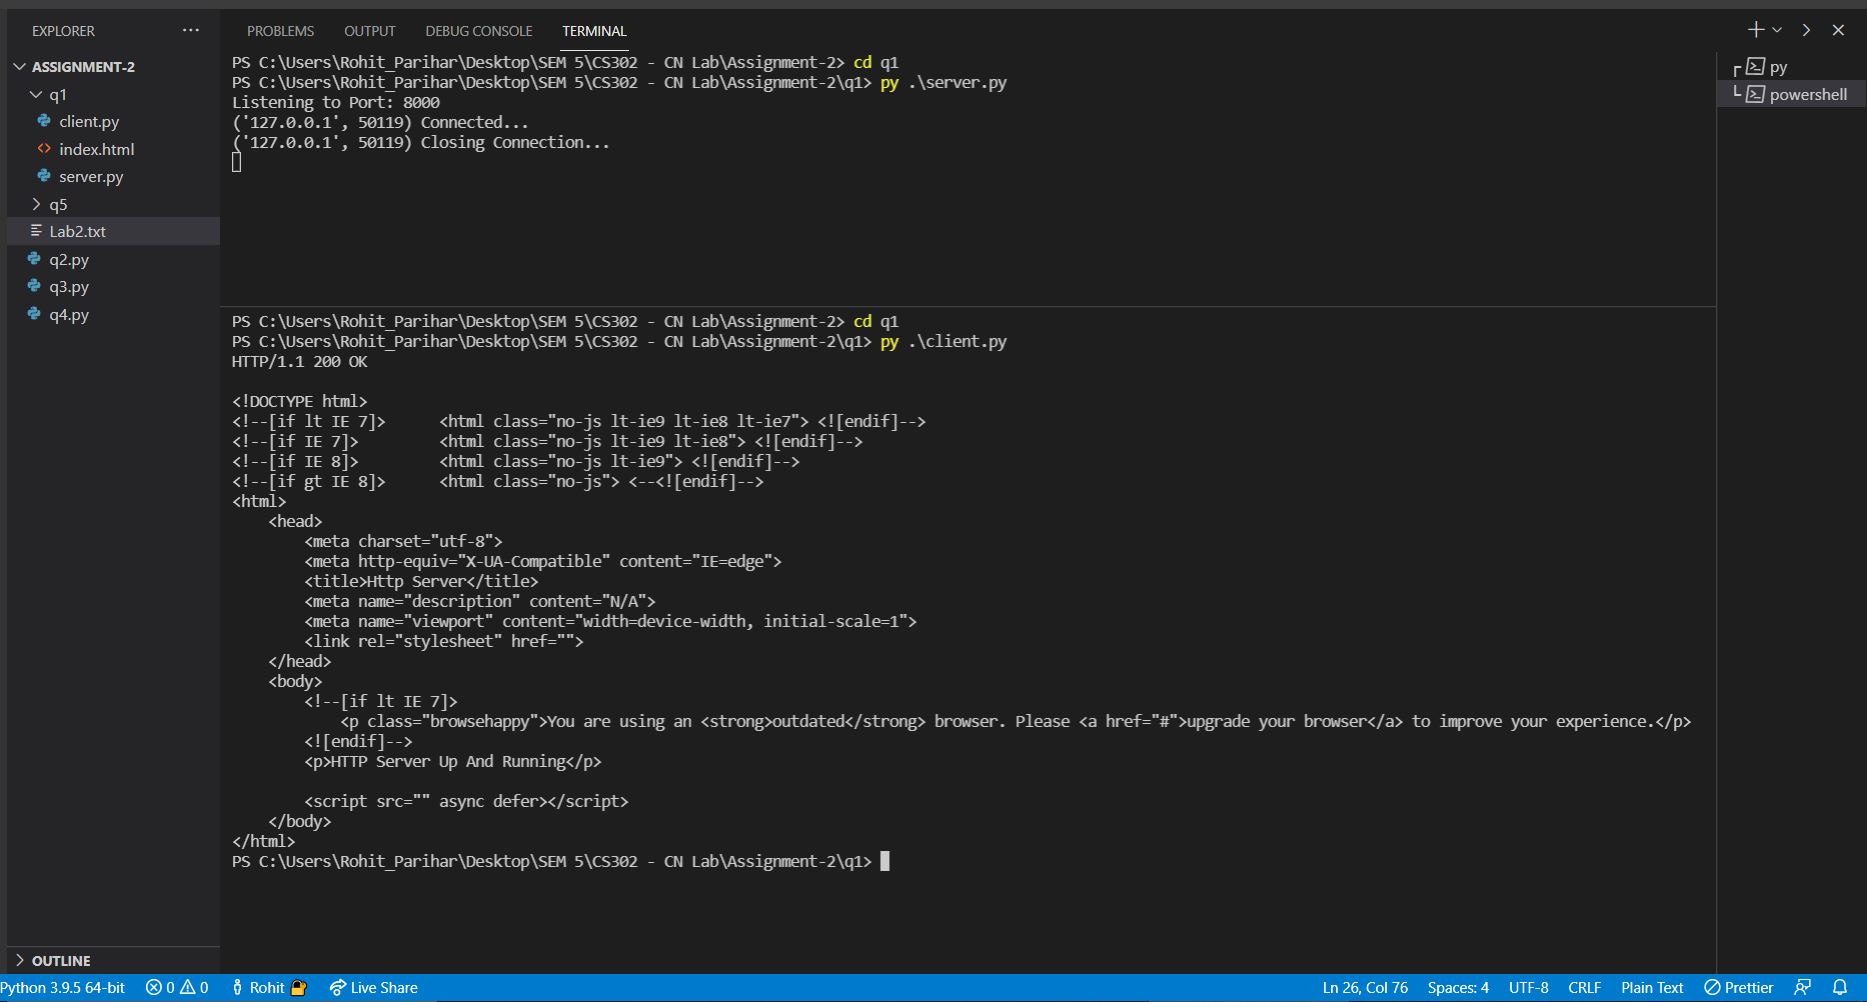 EXPLORER ...
ASSIGNMENT-2
q1
client.py
index.html
server.py
q5
Lab2.txt
q2.py
q3.py
q4.py
OUTLINE
PROBLEMS OUTPUT DEBUG CONSOLE TERMINAL
PS C:\Users\Rohit_Parihar\Desktop\SEM 5\CS302 - CN Lab\Assignment-2> cd q1
PS C:\Users\Rohit_Parihar\Desktop\SEM 5\CS302 - CN Lab\Assignment-2\q1> py .\server.py
Listening to Port: 8000
('127.0.0.1', 50119) Connected...
('127.0.0.1', 50119) Closing Connection...
PS C:\Users\Rohit_Parihar\Desktop\SEM 5\CS302 - CN Lab\Assignment-2> cd q1
PS C:\Users\Rohit_Parihar\Desktop\SEM 5\CS302 - CN Lab\Assignment-2\q1> py .\client.py
HTTP/1.1 200 OK
<!DOCTYPE html>
<!--[if lt IE 7]>      <html class="no-js lt-ie9 lt-ie8 lt-ie7"> <![endif]-->
<!--[if IE 7]>         <html class="no-js lt-ie9 lt-ie8"> <![endif]-->
<!--[if IE 8]>         <html class="no-js lt-ie9"> <![endif]-->
<!--[if gt IE 8]>      <html class="no-js"> <--<![endif]-->
<html>
    <head>
        <meta charset="utf-8">
        <meta http-equiv="X-UA-Compatible" content="IE=edge">
        <title>Http Server</title>
        <meta name="description" content="N/A">
        <meta name="viewport" content="width=device-width, initial-scale=1">
        <link rel="stylesheet" href="">
    </head>
    <body>
        <!--[if lt IE 7]>
            <p class="browsehappy">You are using an <strong>outdated</strong> browser. Please <a href="#">upgrade your browser</a> to improve your experience.</p>
        <![endif]-->
        <p>HTTP Server Up And Running</p>
        <script src="" async defer></script>
    </body>
</html>
PS C:\Users\Rohit_Parihar\Desktop\SEM 5\CS302 - CN Lab\Assignment-2\q1>
py
powershell
Python 3.9.5 64-bit 0 0 Rohit Live Share Ln 26, Col 76 Spaces: 4 UTF-8 CRLF Plain Text Prettier